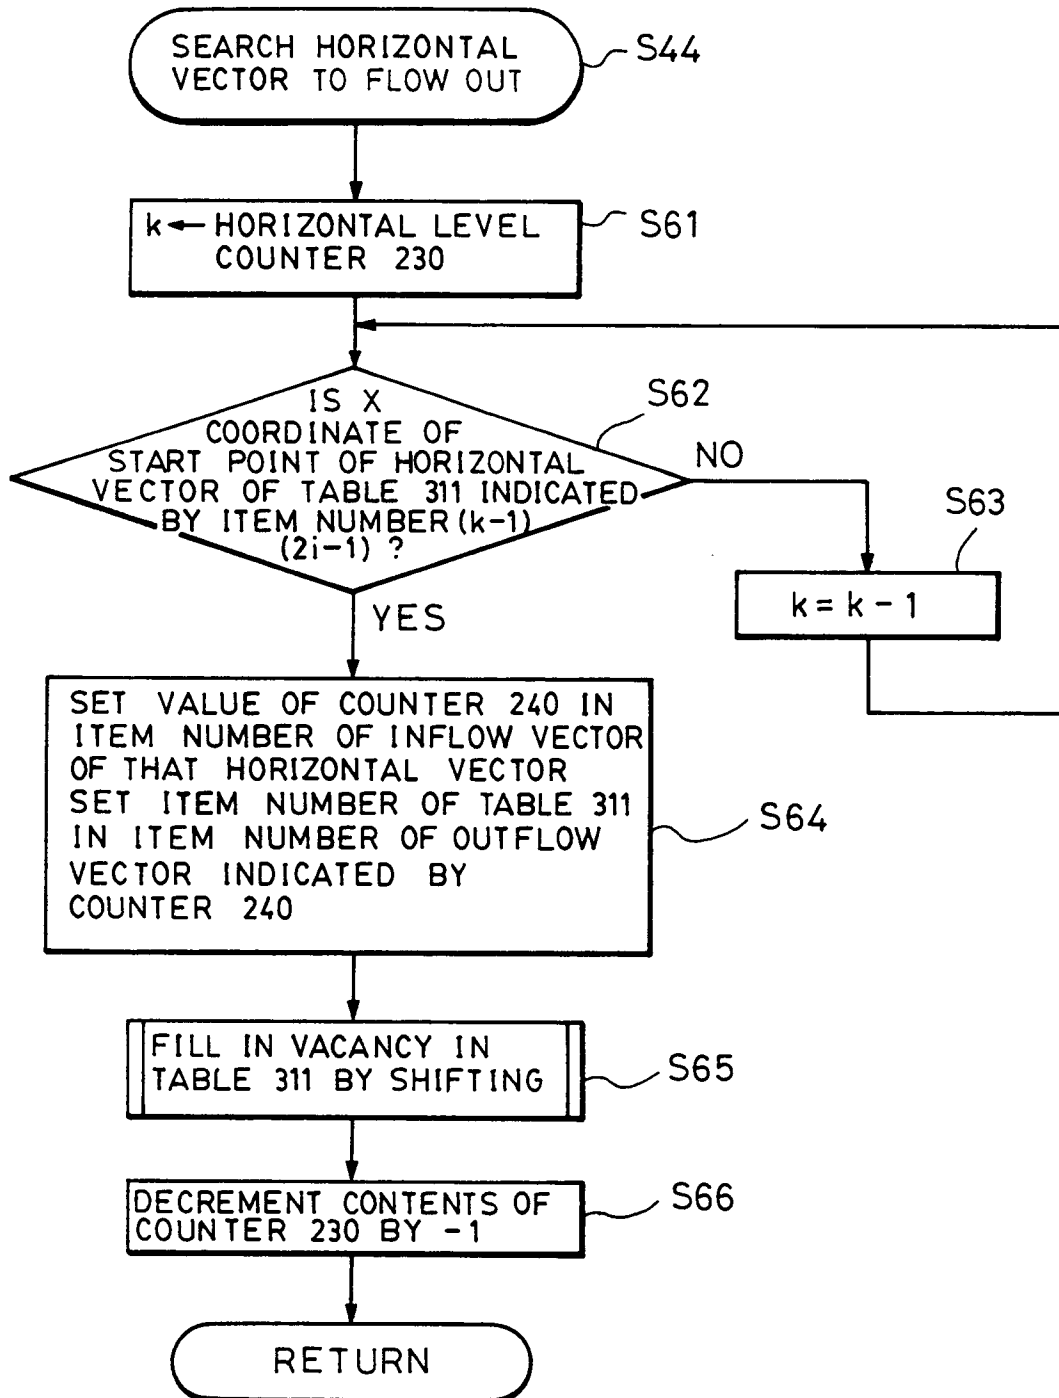 SEARCH HORIZONTAL
VECTOR TO FLOW OUT
S44
k ← HORIZONTAL LEVEL
COUNTER 230
S61
IS X
COORDINATE OF
START POINT OF HORIZONTAL
VECTOR OF TABLE 311 INDICATED
BY ITEM NUMBER (k-1)
(2i-1) ?
S62
NO
S63
k = k - 1
YES
SET VALUE OF COUNTER 240 IN
ITEM NUMBER OF INFLOW VECTOR
OF THAT HORIZONTAL VECTOR
SET ITEM NUMBER OF TABLE 311
IN ITEM NUMBER OF OUTFLOW
VECTOR INDICATED BY
COUNTER 240
S64
FILL IN VACANCY IN
TABLE 311 BY SHIFTING
S65
DECREMENT CONTENTS OF
COUNTER 230 BY -1
S66
RETURN